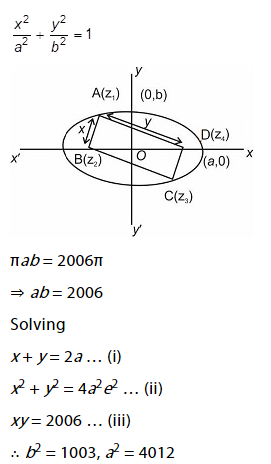 x²/a² + y²/b² = 1
y
A(z₁) (0,b)
x y D(z₄)
x′ B(z₂) O (a,0) x
C(z₃)
y′
πab = 2006π
⇒ ab = 2006
Solving
x + y = 2a … (i)
x² + y² = 4a²e² … (ii)
xy = 2006 … (iii)
∴ b² = 1003, a² = 4012